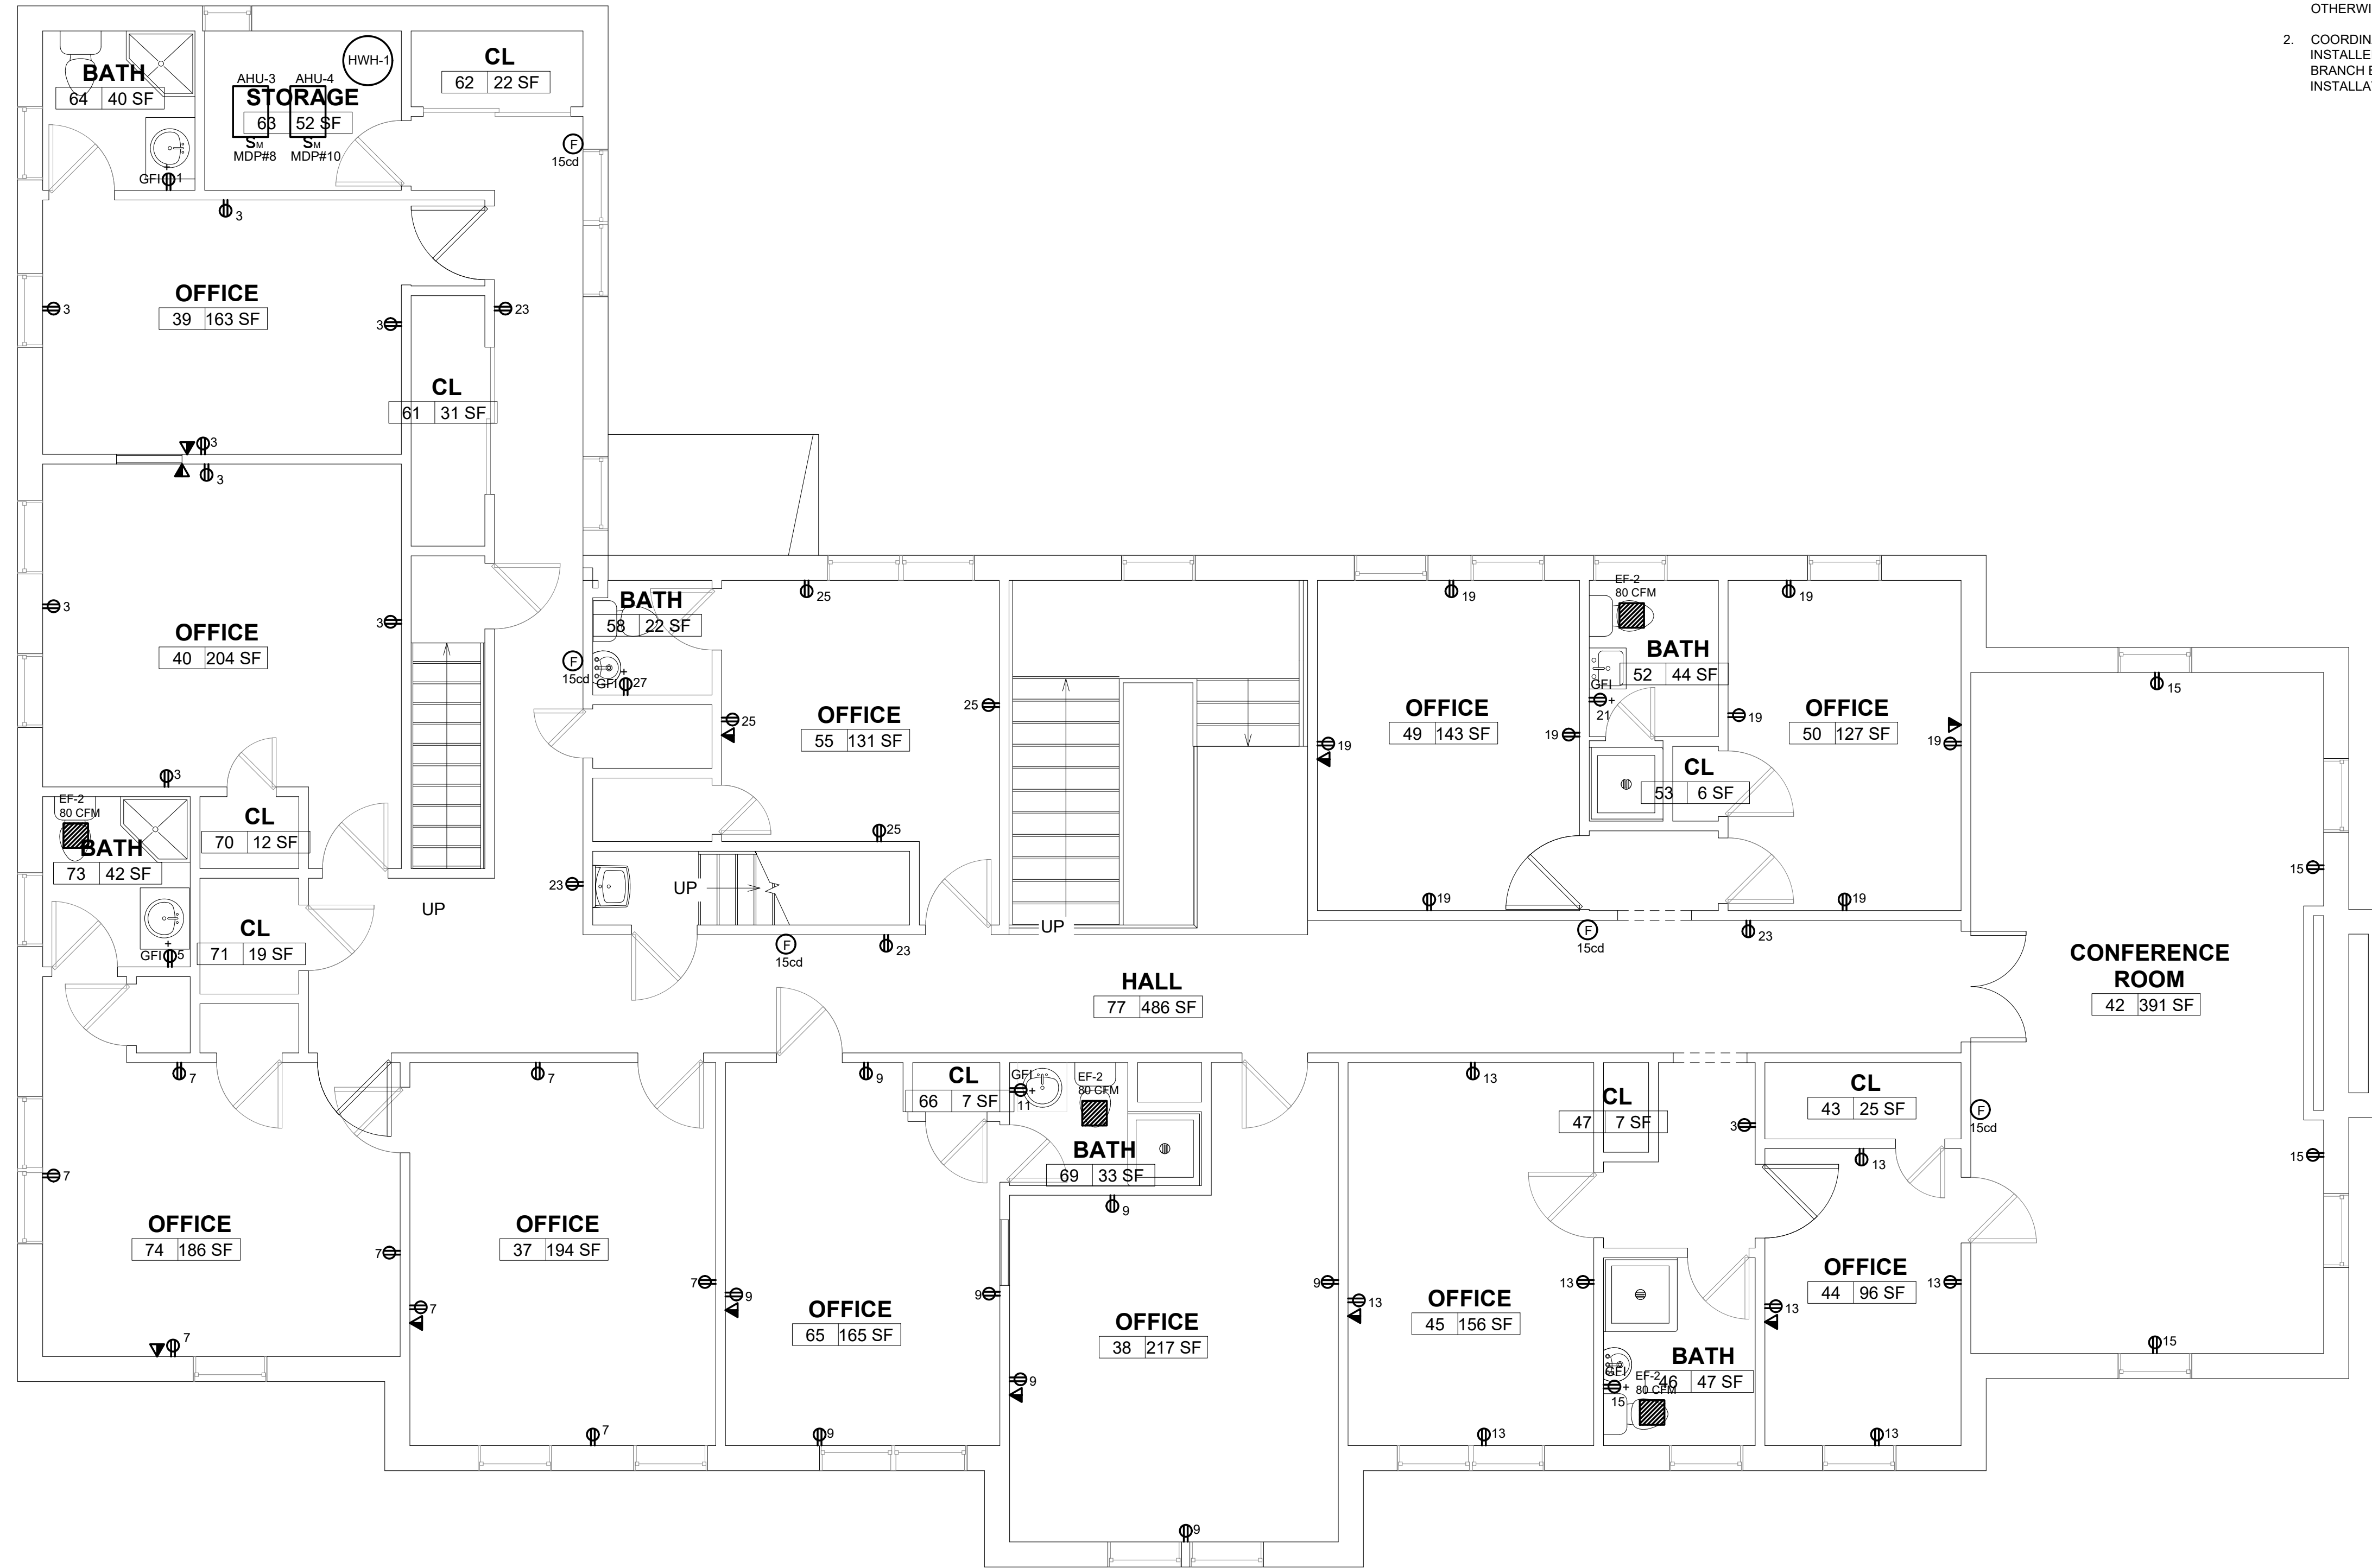 OTHERWI
2. COORDIN
INSTALLE
BRANCH E
INSTALLAT
BATH
64 40 SF
GFI 1
AHU-3
AHU-4
HWH-1
STORAGE
63 52 SF
SM
MDP#8
SM
MDP#10
CL
62 22 SF
F
15cd
3
OFFICE
39 163 SF
3
3
23
CL
61 31 SF
3
3
OFFICE
40 204 SF
3
3
3
EF-2
80 CFM
BATH
73 42 SF
CL
70 12 SF
CL
71 19 SF
GFI 5
UP
BATH
58 22 SF
F
15cd
GFI 27
25
25
25
OFFICE
55 131 SF
25
23
UP
F
15cd
23
UP
19
OFFICE
49 143 SF
19
19
19
EF-2
80 CFM
BATH
52 44 SF
GFI
21
CL
53 6 SF
19
19
OFFICE
50 127 SF
19
19
F
15cd
23
HALL
77 486 SF
15
15
CONFERENCE
ROOM
42 391 SF
15
15
F
15cd
7
7
OFFICE
74 186 SF
7
7
7
OFFICE
37 194 SF
7
7
7
9
CL
66 7 SF
GFI
11
EF-2
80 CFM
BATH
69 33 SF
9
9
OFFICE
65 165 SF
9
9
9
OFFICE
38 217 SF
9
9
13
CL
47 7 SF
3
CL
43 25 SF
13
13
OFFICE
45 156 SF
13
13
OFFICE
44 96 SF
13
13
BATH
46 47 SF
GFI
15
EF-2
80 CFM
13